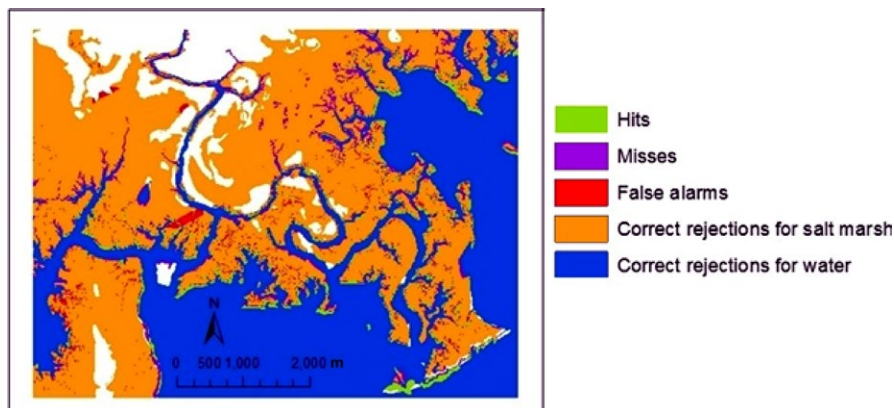 N
0 500 1,000 2,000 m
Hits
Misses
False alarms
Correct rejections for salt marsh
Correct rejections for water